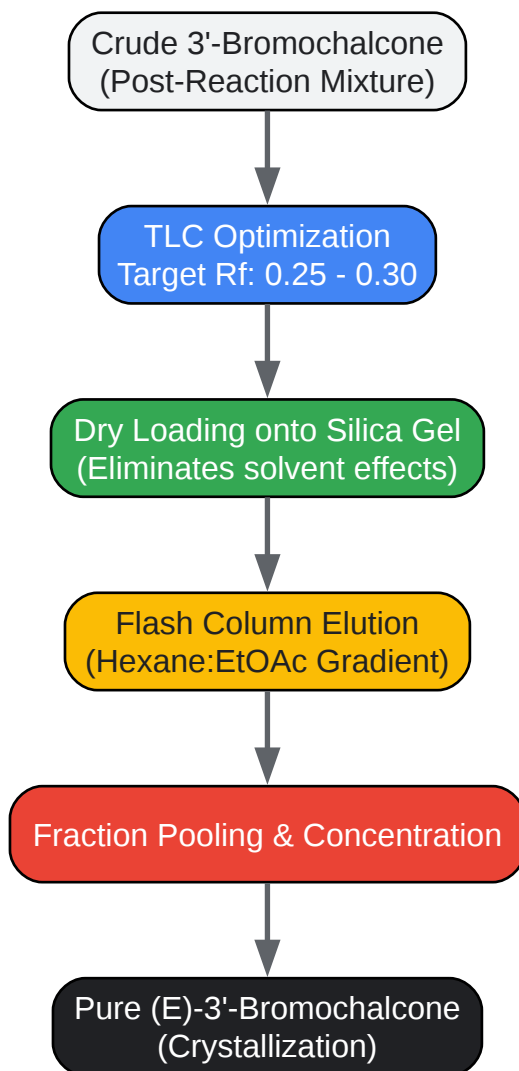 Crude 3'-Bromochalcone
(Post-Reaction Mixture)
TLC Optimization
Target Rf: 0.25 - 0.30
Dry Loading onto Silica Gel
(Eliminates solvent effects)
Flash Column Elution
(Hexane:EtOAc Gradient)
Fraction Pooling & Concentration
Pure (E)-3'-Bromochalcone
(Crystallization)